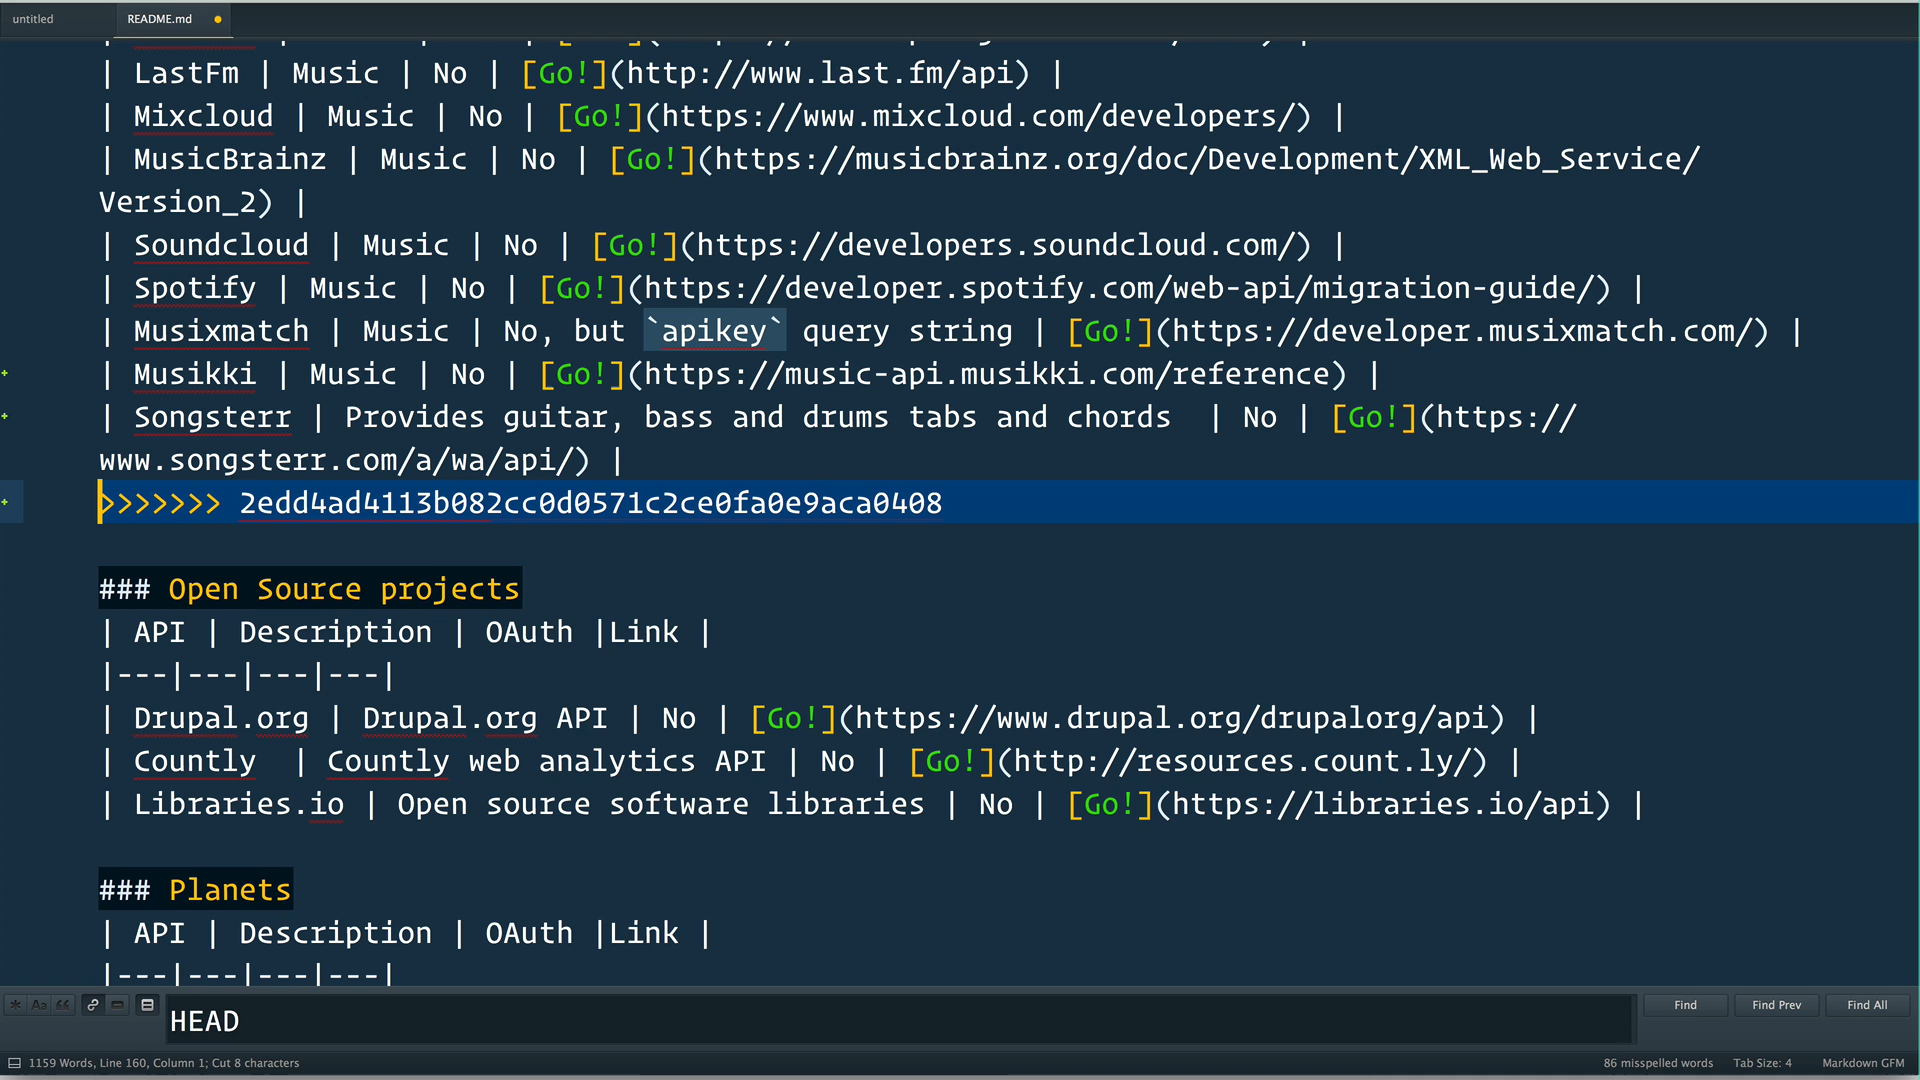 untitled
README.md
| LastFm | Music | No | [Go!](http://www.last.fm/api) |
| Mixcloud | Music | No | [Go!](https://www.mixcloud.com/developers/) |
| MusicBrainz | Music | No | [Go!](https://musicbrainz.org/doc/Development/XML_Web_Service/
Version_2) |
| Soundcloud | Music | No | [Go!](https://developers.soundcloud.com/) |
| Spotify | Music | No | [Go!](https://developer.spotify.com/web-api/migration-guide/) |
| Musixmatch | Music | No, but `apikey` query string | [Go!](https://developer.musixmatch.com/) |
| Musikki | Music | No | [Go!](https://music-api.musikki.com/reference) |
| Songsterr | Provides guitar, bass and drums tabs and chords  | No | [Go!](https://
www.songsterr.com/a/wa/api/) |
>>>>>>> 2edd4ad4113b082cc0d0571c2ce0fa0e9aca0408
### Open Source projects
| API | Description | OAuth |Link |
|---|---|---|---|
| Drupal.org | Drupal.org API | No | [Go!](https://www.drupal.org/drupalorg/api) |
| Countly  | Countly web analytics API | No | [Go!](http://resources.count.ly/) |
| Libraries.io | Open source software libraries | No | [Go!](https://libraries.io/api) |
### Planets
| API | Description | OAuth |Link |
|---|---|---|---|
HEAD
Find
Find Prev
Find All
1159 Words, Line 160, Column 1; Cut 8 characters
86 misspelled words
Tab Size: 4
Markdown GFM